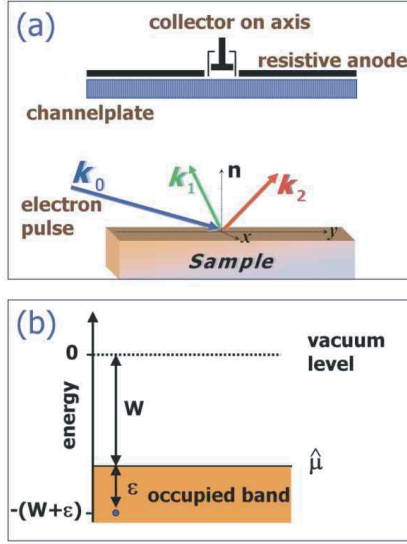 (a)
collector on axis
resistive anode
channelplate
k₀
k₁
n
k₂
electron
pulse
x
y
Sample
(b)
0
vacuum
level
energy
W
μ̂
ε
occupied band
-(W+ε)